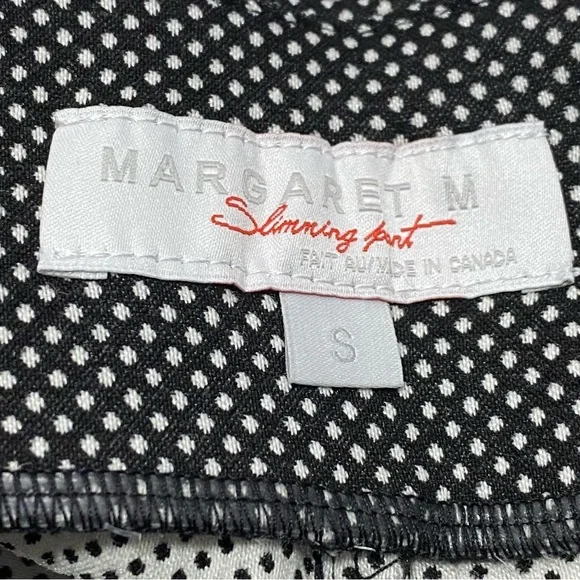 MARGARET M
Slimming pant
FAIT AU/MADE IN CANADA
S